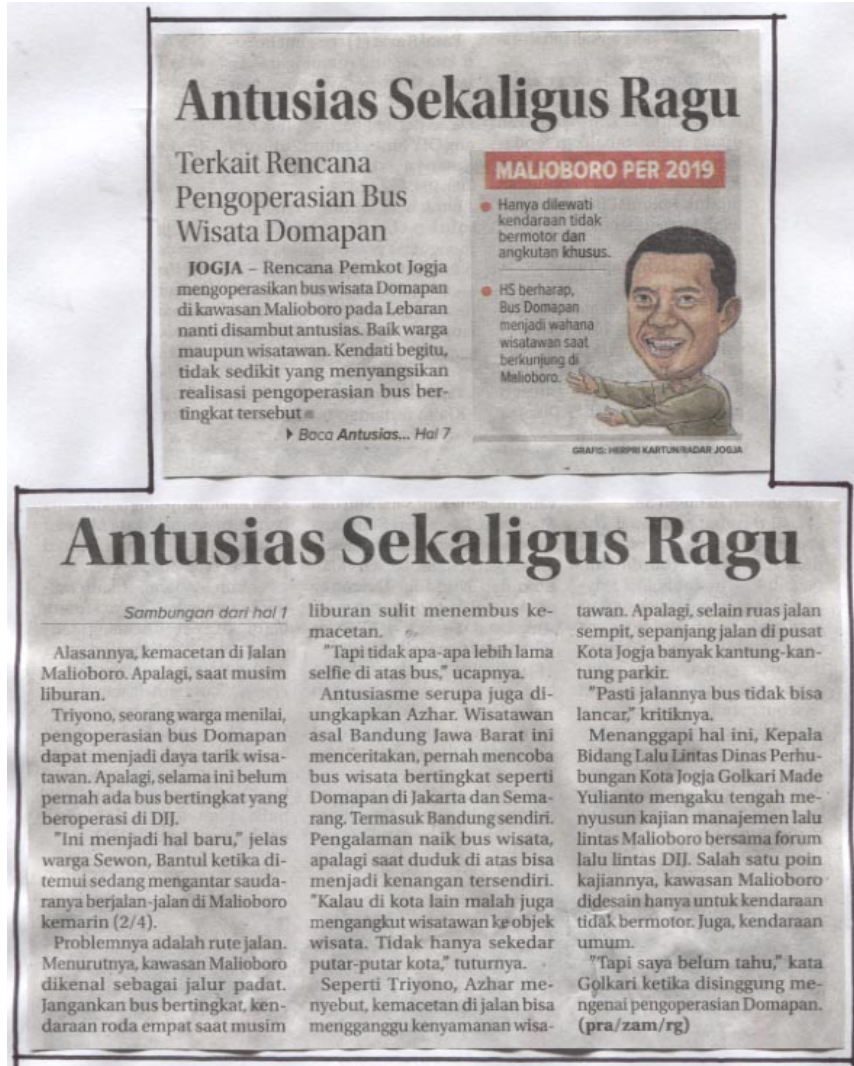 Antusias Sekaligus Ragu
Terkait Rencana
Pengoperasian Bus
Wisata Domapan
JOGJA – Rencana Pemkot Jogja
mengoperasikan bus wisata Domapan
di kawasan Malioboro pada Lebaran
nanti disambut antusias. Baik warga
maupun wisatawan. Kendati begitu,
tidak sedikit yang menyangsikan
realisasi pengoperasian bus ber-
tingkat tersebut
Baca Antusias... Hal 7
MALIOBORO PER 2019
Hanya dilewati
kendaraan tidak
bermotor dan
angkutan khusus.
HS berharap,
Bus Domapan
menjadi wahana
wisatawan saat
berkunjung di
Malioboro.
GRAFIS: HERPRI KARTUN/RADAR JOGJA
Antusias Sekaligus Ragu
Sambungan dari hal 1
Alasannya, kemacetan di Jalan
Malioboro. Apalagi, saat musim
liburan.
Triyono, seorang warga menilai,
pengoperasian bus Domapan
dapat menjadi daya tarik wisa-
tawan. Apalagi, selama ini belum
pernah ada bus bertingkat yang
beroperasi di DIJ.
"Ini menjadi hal baru," jelas
warga Sewon, Bantul ketika di-
temui sedang mengantar sauda-
ranya berjalan-jalan di Malioboro
kemarin (2/4).
Problemnya adalah rute jalan.
Menurutnya, kawasan Malioboro
dikenal sebagai jalur padat.
Jangankan bus bertingkat, ken-
daraan roda empat saat musim
liburan sulit menembus ke-
macetan.
"Tapi tidak apa-apa lebih lama
selfie di atas bus," ucapnya.
Antusiasme serupa juga di-
ungkapkan Azhar. Wisatawan
asal Bandung Jawa Barat ini
menceritakan, pernah mencoba
bus wisata bertingkat seperti
Domapan di Jakarta dan Sema-
rang. Termasuk Bandung sendiri.
Pengalaman naik bus wisata,
apalagi saat duduk di atas bisa
menjadi kenangan tersendiri.
"Kalau di kota lain malah juga
mengangkut wisatawan ke objek
wisata. Tidak hanya sekedar
putar-putar kota," tuturnya.
Seperti Triyono, Azhar me-
nyebut, kemacetan di jalan bisa
mengganggu kenyamanan wisa-
tawan. Apalagi, selain ruas jalan
sempit, sepanjang jalan di pusat
Kota Jogja banyak kantung-kan-
tung parkir.
"Pasti jalannya bus tidak bisa
lancar," kritiknya.
Menanggapi hal ini, Kepala
Bidang Lalu Lintas Dinas Perhu-
bungan Kota Jogja Golkari Made
Yulianto mengaku tengah me-
nyusun kajian manajemen lalu
lintas Malioboro bersama forum
lalu lintas DIJ. Salah satu poin
kajiannya, kawasan Malioboro
didesain hanya untuk kendaraan
tidak bermotor. Juga, kendaraan
umum.
"Tapi saya belum tahu," kata
Golkari ketika disinggung me-
ngenai pengoperasian Domapan.
(pra/zam/rg)